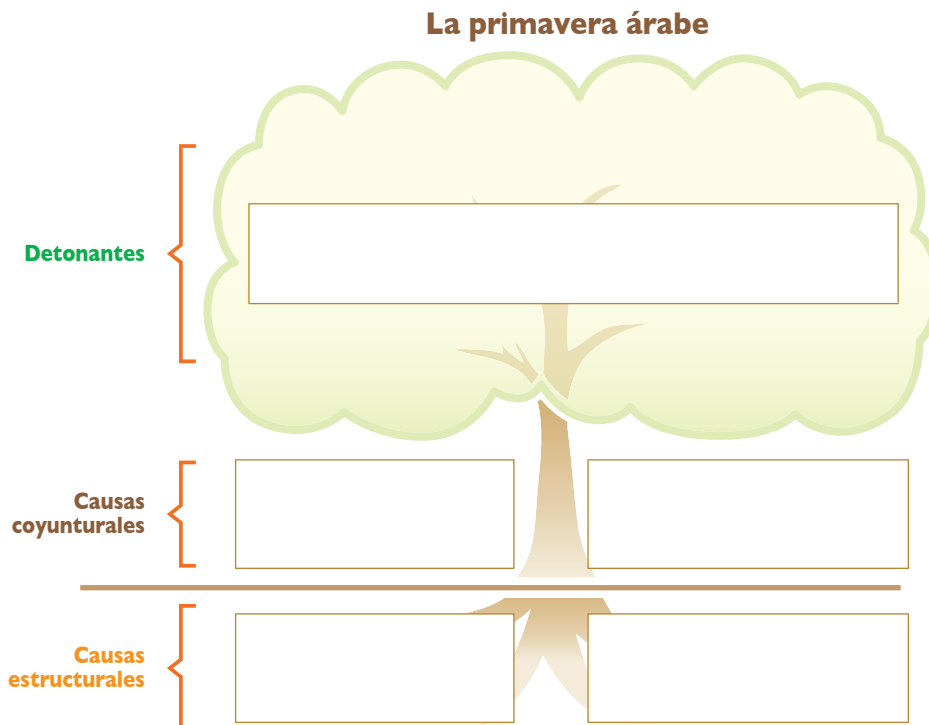 La primavera árabe
Detonantes
Causas
coyunturales
Causas
estructurales